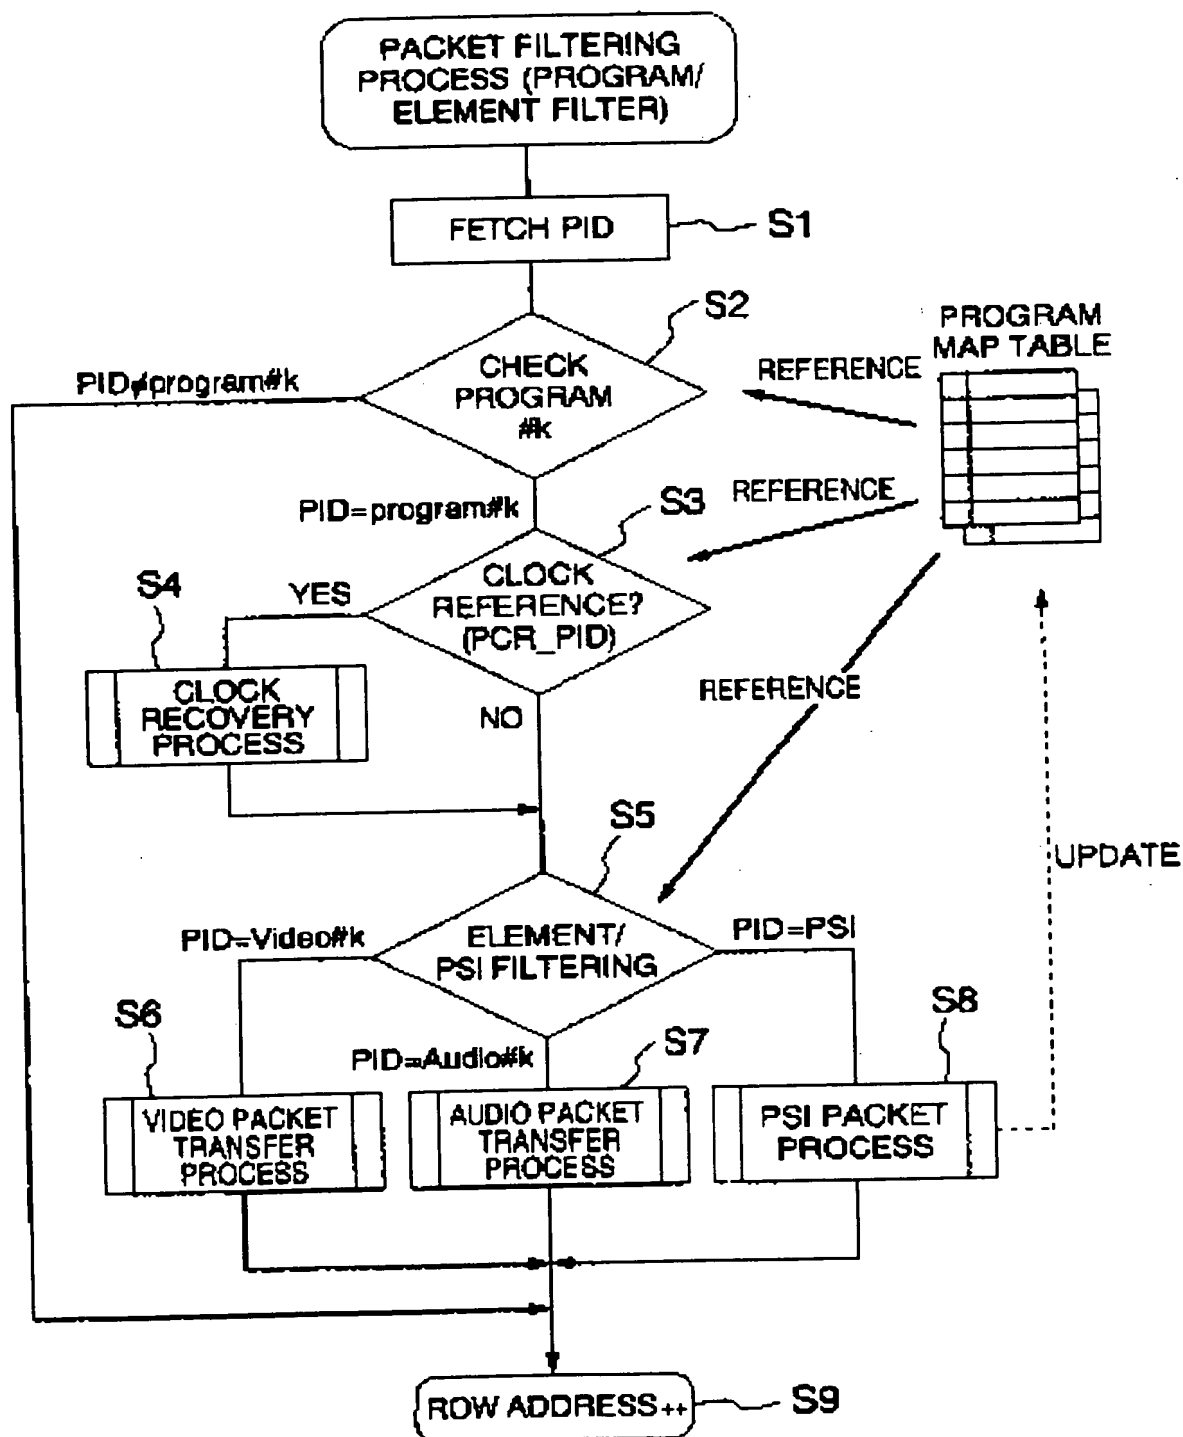 PACKET FILTERING
PROCESS (PROGRAM/
ELEMENT FILTER)
FETCH PID
S1
S2
CHECK
PROGRAM
#k
PID≠program#k
PROGRAM
MAP TABLE
REFERENCE
PID=program#k
S3
REFERENCE
CLOCK
REFERENCE?
(PCR_PID)
YES
S4
CLOCK
RECOVERY
PROCESS
NO
REFERENCE
S5
UPDATE
ELEMENT/
PSI FILTERING
PID=Video#k
PID=PSI
S6
PID=Audio#k
S7
S8
VIDEO PACKET
TRANSFER
PROCESS
AUDIO PACKET
TRANSFER
PROCESS
PSI PACKET
PROCESS
ROW ADDRESS++
S9